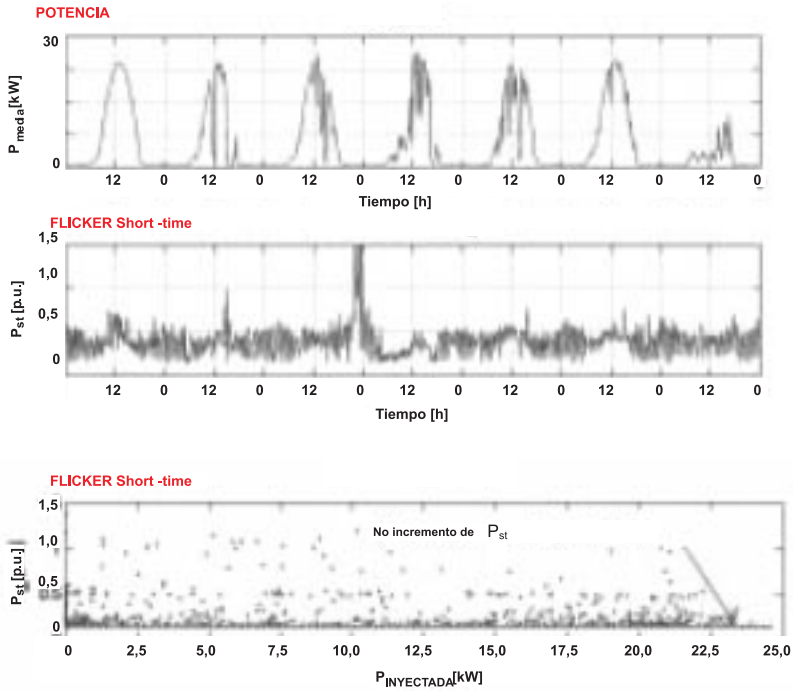 POTENCIA
30
0
P meda [kW]
12 0 12 0 12 0 12 0 12 0 12 0 12 0
Tiempo [h]
FLICKER Short -time
1,5
1,0
0,5
0
Pst [p.u.]
12 0 12 0 12 0 12 0 12 0 12 0 12 0
Tiempo [h]
FLICKER Short -time
1,5
1,0
0,5
0
Pst [p.u.]
No incremento de Pst
0 2,5 5,0 7,5 10,0 12,5 15,0 17,5 20,0 22,5 25,0
PINYECTADA[kW]